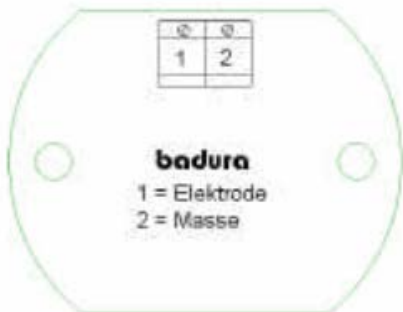 1 2
badura
1 = Elektrode
2 = Masse